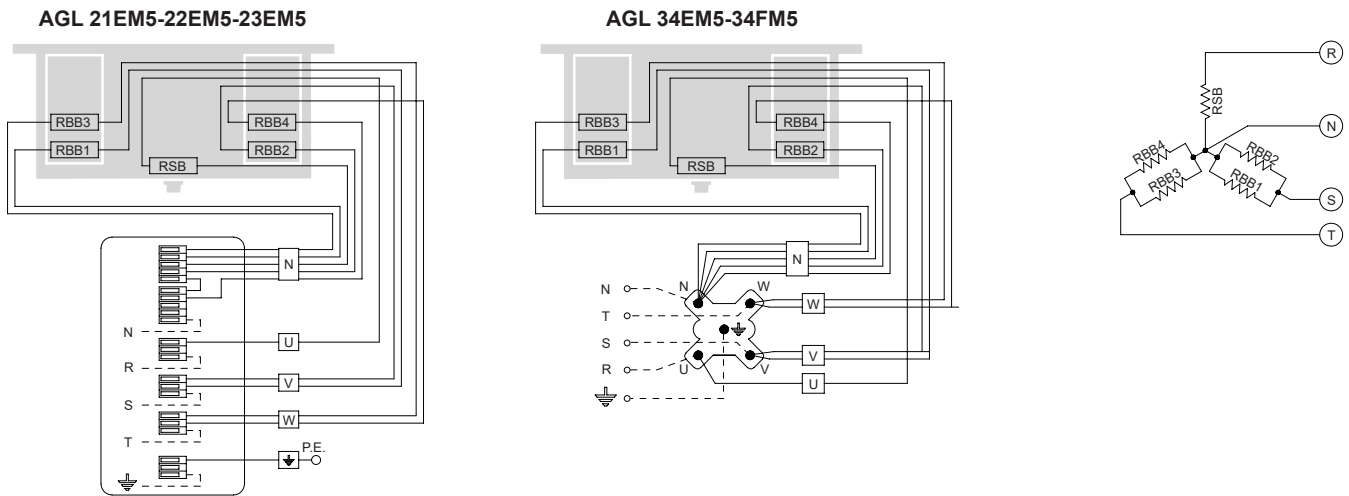 AGL 21EM5-22EM5-23EM5
RBB3
RBB4
RBB1
RBB2
RSB
N
N
U
R
V
S
W
T
P.E.
AGL 34EM5-34FM5
RBB3
RBB4
RBB1
RBB2
RSB
N
N
N
W
T
W
S
V
R
U
V
U
R
RSB
N
RBB4
RBB3
RBB2
RBB1
S
T